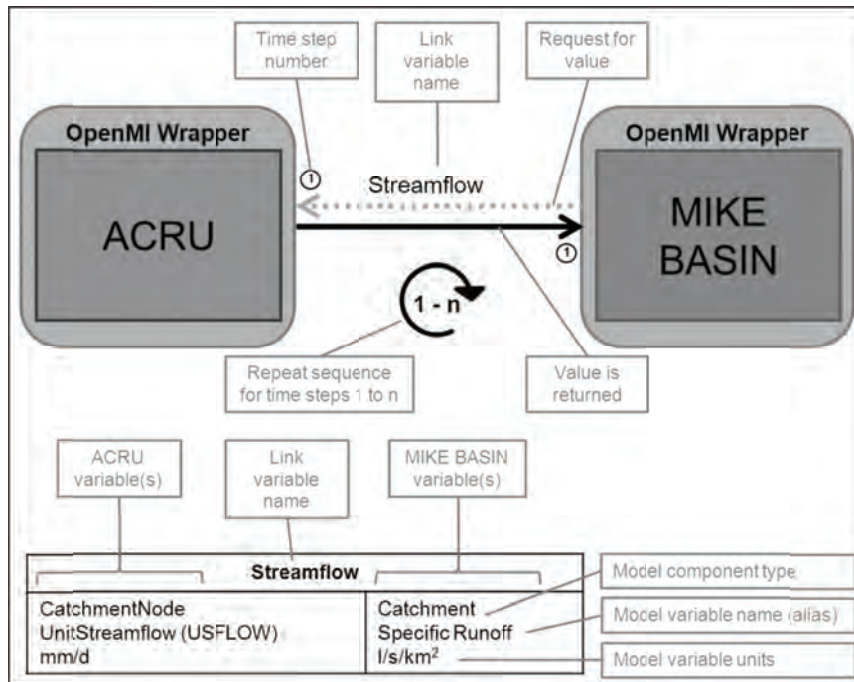 Time step
number
Link
variable
name
Request for
value
OpenMI Wrapper
OpenMI Wrapper
1
Streamflow
ACRU
MIKE
BASIN
1
1 - n
Repeat sequence
for time steps 1 to n
Value is
returned
ACRU
variable(s)
Link
variable
name
MIKE BASIN
variable(s)
Streamflow
Model component type
CatchmentNode
Catchment
UnitStreamflow (USFLOW)
Specific Runoff
Model variable name (alias)
mm/d
l/s/km²
Model variable units